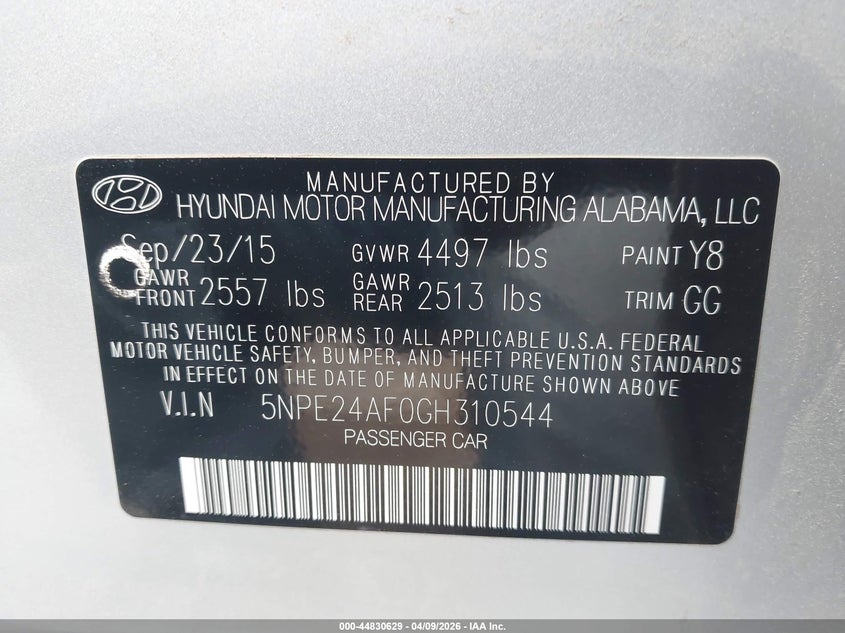 MANUFACTURED BY
HYUNDAI MOTOR MANUFACTURING ALABAMA, LLC
Sep/23/15 GVWR 4497 lbs PAINT Y8
GAWR FRONT 2557 lbs GAWR REAR 2513 lbs TRIM GG
THIS VEHICLE CONFORMS TO ALL APPLICABLE U.S.A. FEDERAL
MOTOR VEHICLE SAFETY, BUMPER, AND THEFT PREVENTION STANDARDS
IN EFFECT ON THE DATE OF MANUFACTURE SHOWN ABOVE
V.I.N 5NPE24AF0GH310544
PASSENGER CAR
000-44830629 - 04/09/2026 - IAA Inc.